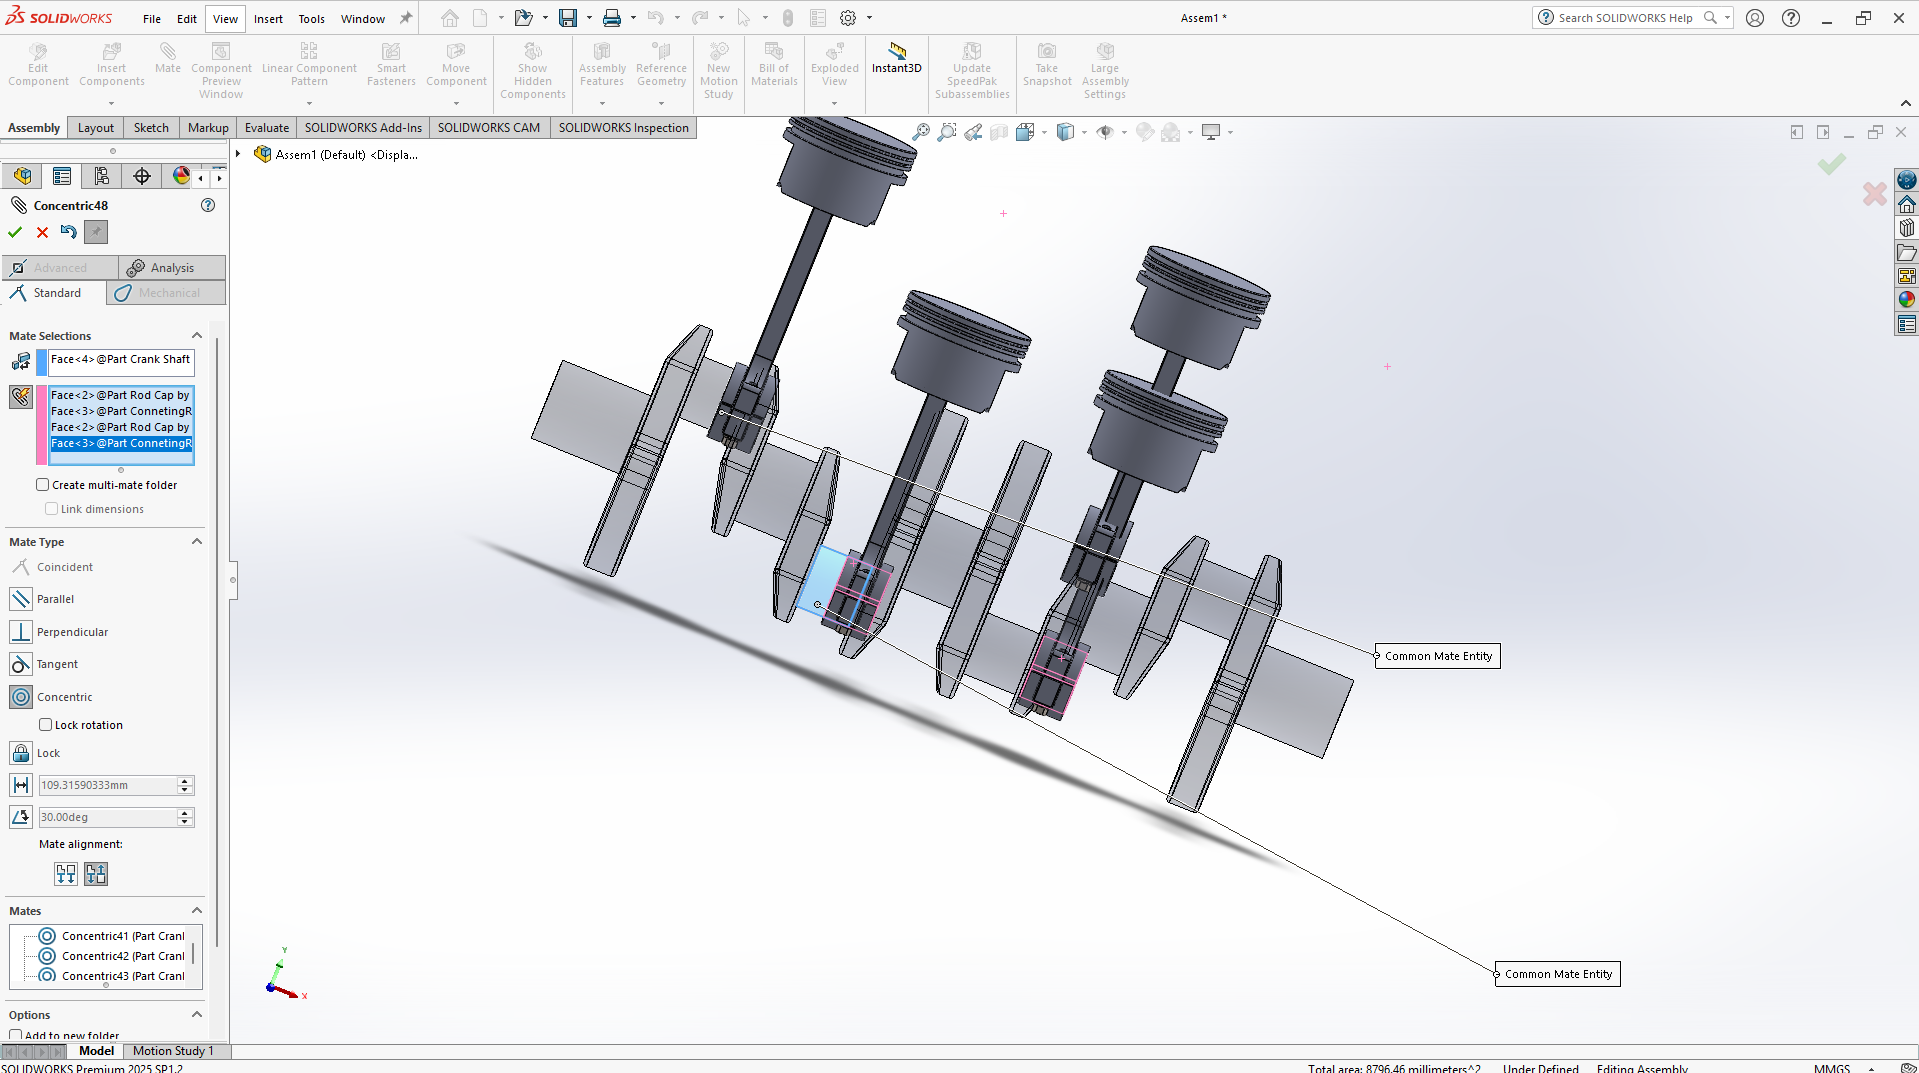 SOLIDWORKS File Edit View Insert Tools Window Assem1 * Search SOLIDWORKS Help
Edit Component
Insert Components
Mate
Component Preview Window
Linear Component Pattern
Smart Fasteners
Move Component
Show Hidden Components
Assembly Features
Reference Geometry
New Motion Study
Bill of Materials
Exploded View
Instant3D
Update SpeedPak Subassemblies
Take Snapshot
Large Assembly Settings
Assembly Layout Sketch Markup Evaluate SOLIDWORKS Add-Ins SOLIDWORKS CAM SOLIDWORKS Inspection
Assem1 (Default) <Displa...
Concentric48
Advanced Analysis
Standard Mechanical
Mate Selections
Face<4>@Part Crank Shaft
Face<2>@Part Rod Cap by
Face<3>@Part ConnetingR
Face<2>@Part Rod Cap by
Face<3>@Part ConnetingR
Create multi-mate folder
Link dimensions
Mate Type
Coincident
Parallel
Perpendicular
Tangent
Concentric
Lock rotation
Lock
109.31590333mm
30.00deg
Mate alignment:
Mates
Concentric41 (Part Cranl
Concentric42 (Part Cranl
Concentric43 (Part Cranl
Options
Add to new folder
Common Mate Entity
Common Mate Entity
Y
X
Model Motion Study 1
SOLIDWORKS Premium 2025 SP1.2 Total area: 8796.46 millimeters^2 Under Defined Editing Assembly MMGS